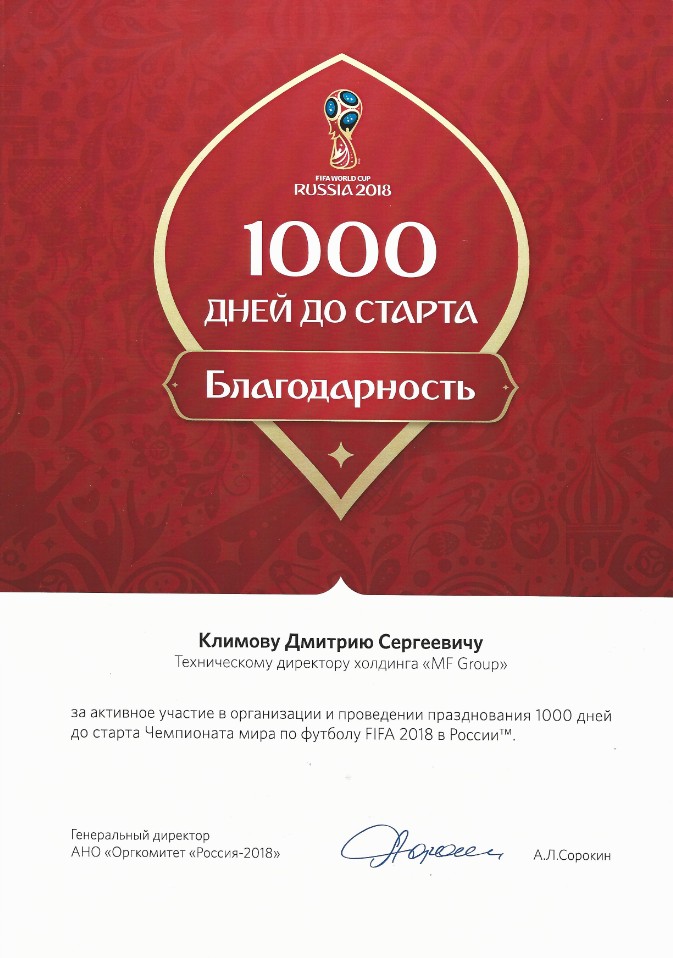 FIFA WORLD CUP
RUSSIA 2018
1000
ДНЕЙ ДО СТАРТА
Благодарность
Климову Дмитрию Сергеевичу
Техническому директору холдинга «MF Group»
за активное участие в организации и проведении празднования 1000 дней
до старта Чемпионата мира по футболу FIFA 2018 в России™.
Генеральный директор
АНО «Оргкомитет «Россия-2018»
А.Л.Сорокин